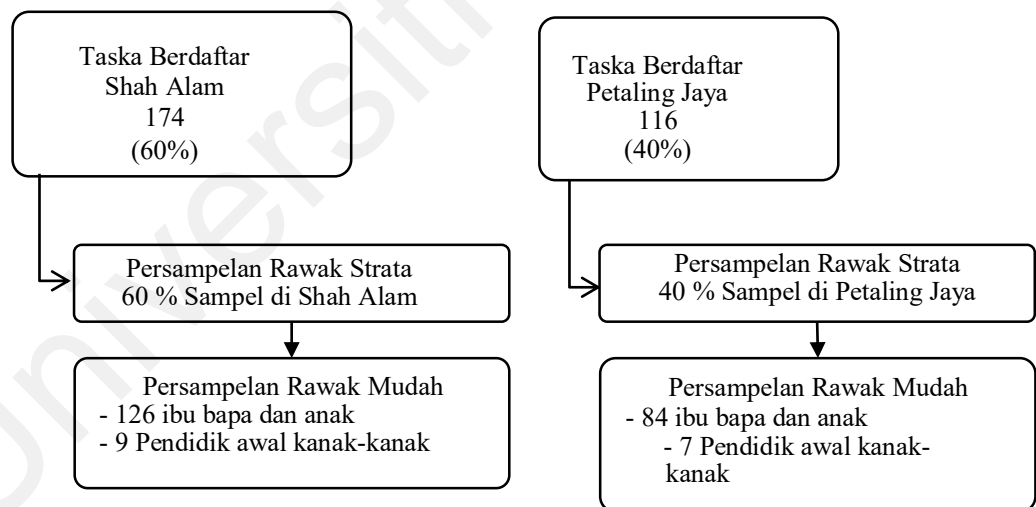 Taska Berdaftar
Shah Alam
174
(60%)
Persampelan Rawak Strata
60 % Sampel di Shah Alam
Persampelan Rawak Mudah
- 126 ibu bapa dan anak
- 9 Pendidik awal kanak-kanak
Taska Berdaftar
Petaling Jaya
116
(40%)
Persampelan Rawak Strata
40 % Sampel di Petaling Jaya
Persampelan Rawak Mudah
- 84 ibu bapa dan anak
- 7 Pendidik awal kanak-
kanak